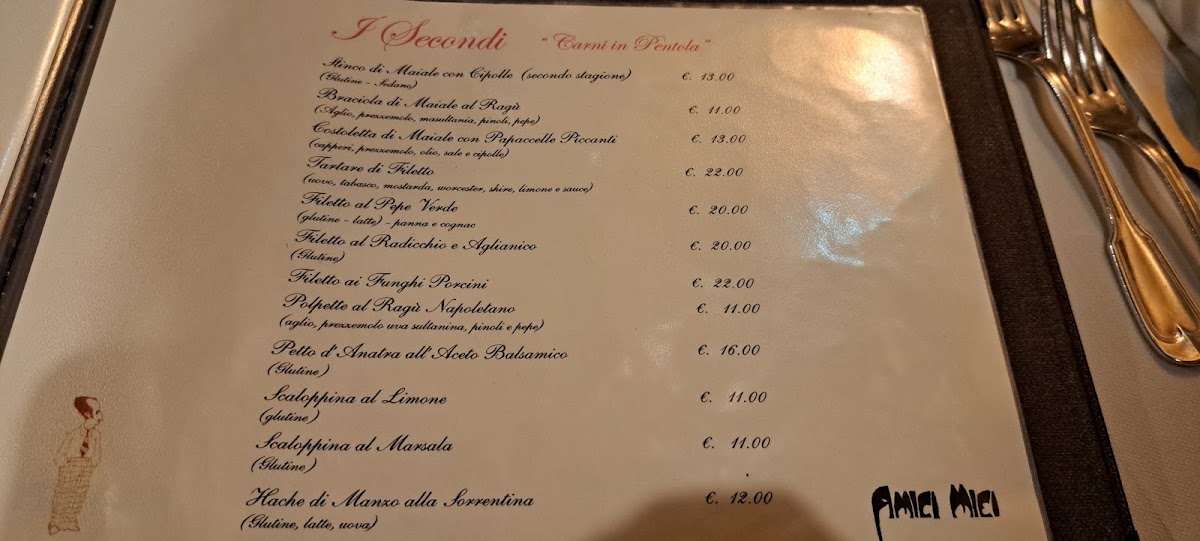 I Secondi "Carni in Pentola"
Stinco di Maiale con Cipolle (secondo stagione) €. 13.00
(Glutine - Sedano)
Braciola di Maiale al Ragù €. 11.00
(Aglio, prezzemolo, masultania, pinoli, pepe)
Costoletta di Maiale con Papaccelle Piccanti €. 13.00
(capperi, prezzemolo, olio, sale e cipolle)
Tartare di Filetto €. 22.00
(uovo, tabasco, mostarda, worcester, shire, limone e sauce)
Filetto al Pepe Verde €. 20.00
(glutine - latte) - panna e cognac
Filetto al Radicchio e Aglianico €. 20.00
(Glutine)
Filetto ai Funghi Porcini €. 22.00
Polpette al Ragù Napoletano €. 11.00
(aglio, prezzemolo uva sultanina, pinoli e pepe)
Petto d'Anatra all'Aceto Balsamico €. 16.00
(Glutine)
Scaloppina al Limone €. 11.00
(glutine)
Scaloppina al Marsala €. 11.00
(Glutine)
Hache di Manzo alla Sorrentina €. 12.00
(Glutine, latte, uova)
AMICI MIEI